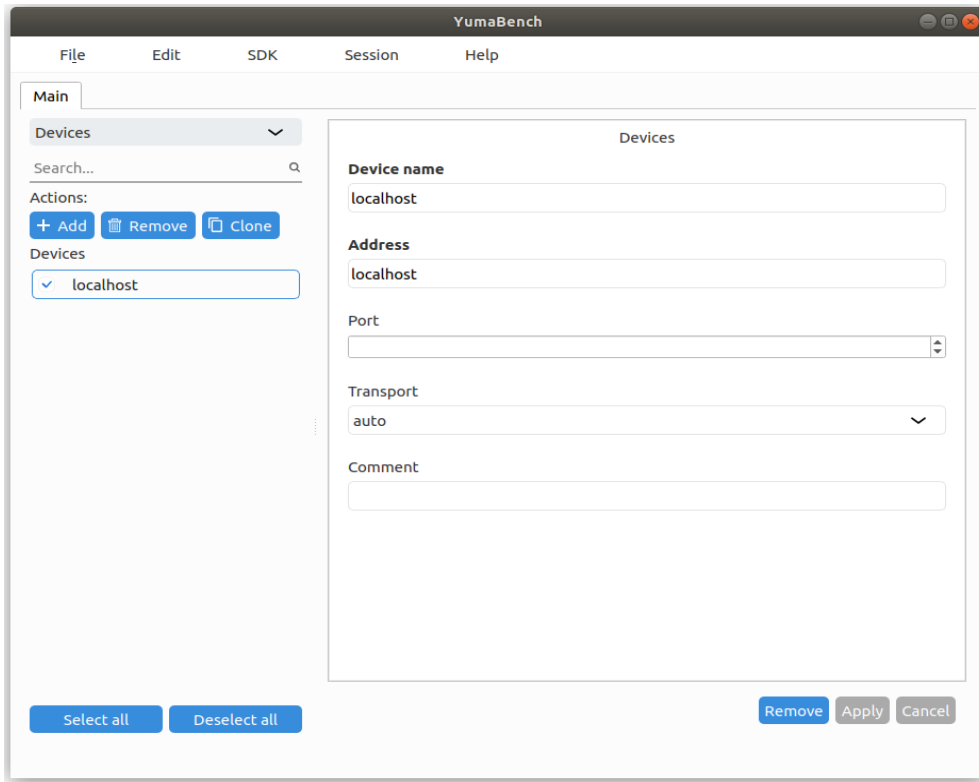 YumaBench
File Edit SDK Session Help
Main
Devices
Search...
Actions:
Add Remove Clone
Devices
localhost
Select all Deselect all
Devices
Device name
localhost
Address
localhost
Port
Transport
auto
Comment
Remove Apply Cancel